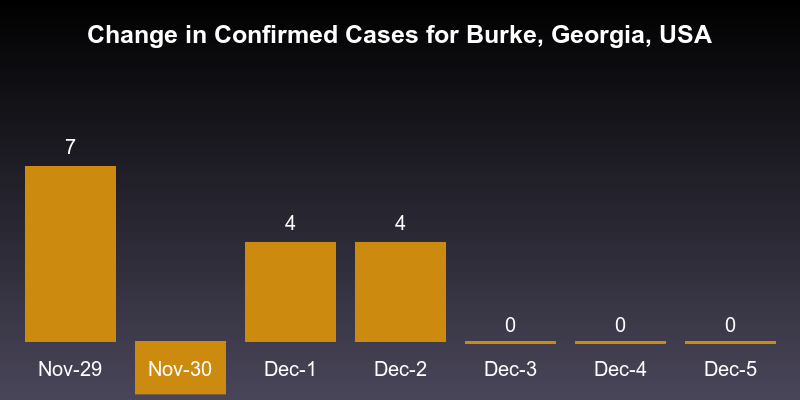 Change in Confirmed Cases for Burke, Georgia, USA
7
4
4
0
0
0
Nov-29
Nov-30
Dec-1
Dec-2
Dec-3
Dec-4
Dec-5